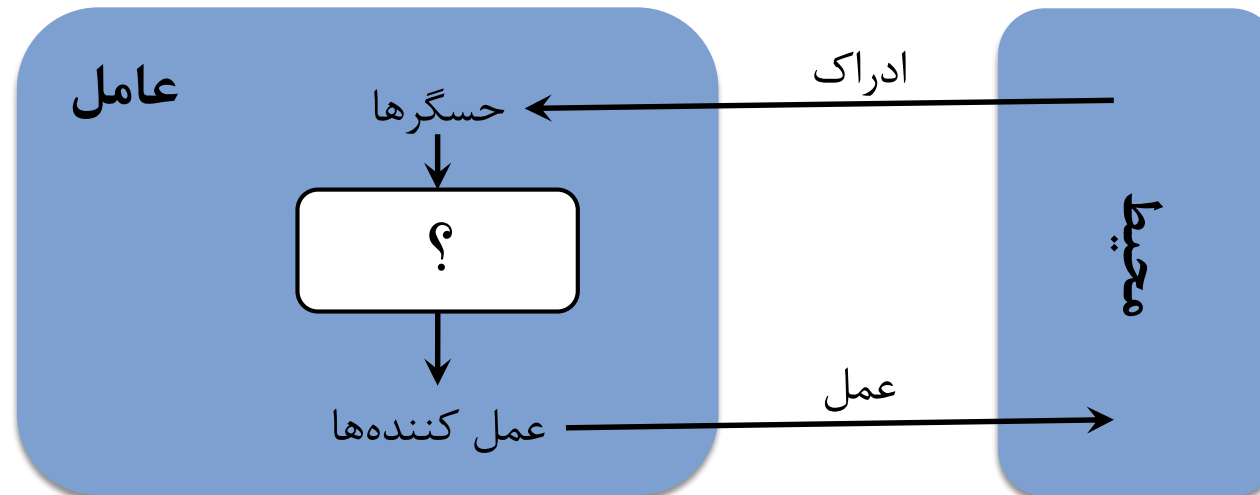 عامل
حسگرها
ادراک
؟
محیط
عمل
عمل کننده‌ها